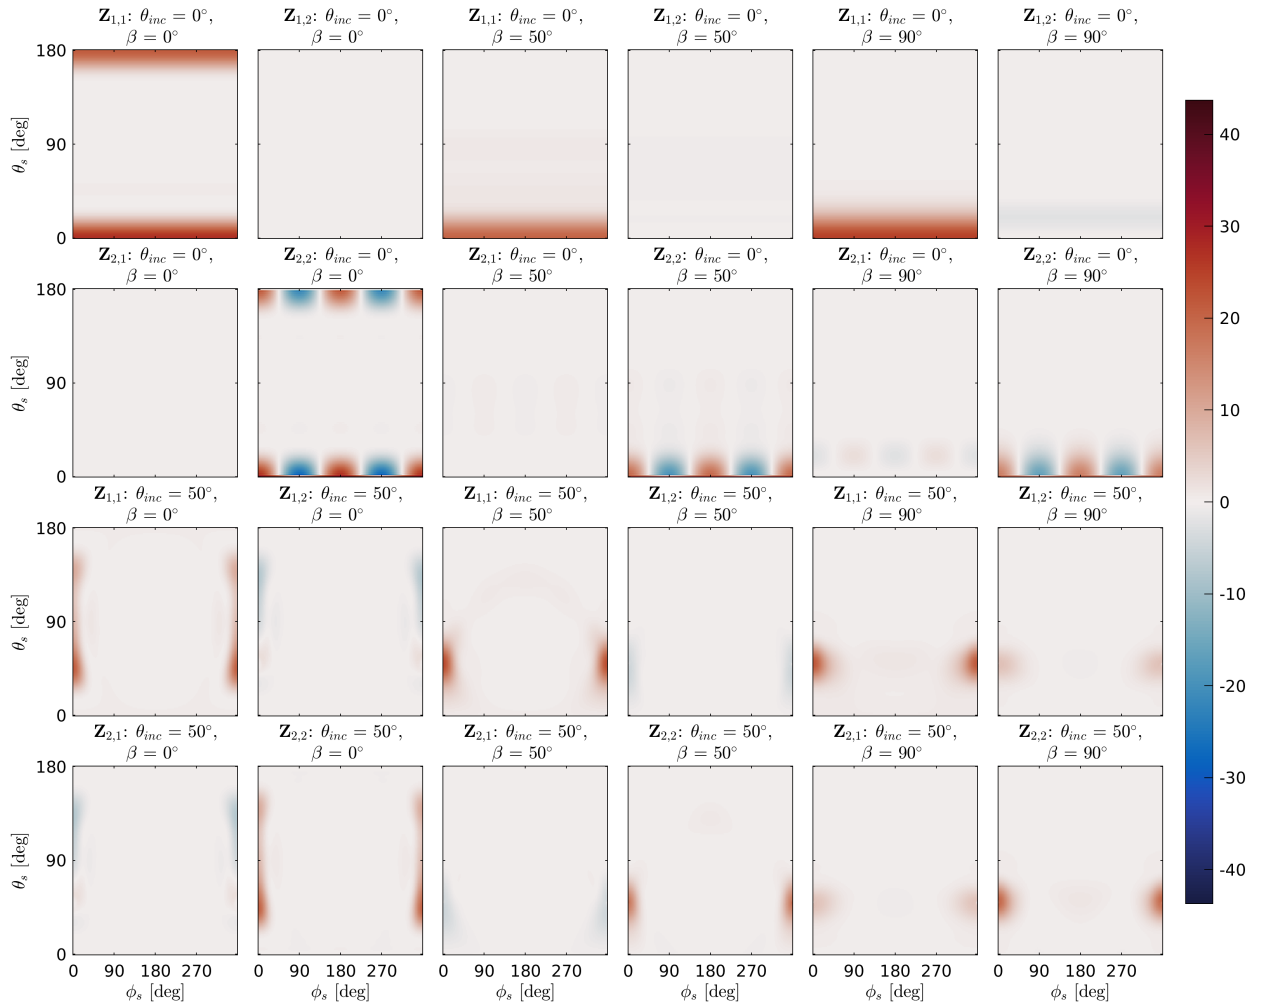 Z1,1: θinc = 0°, Z1,2: θinc = 0°, Z1,1: θinc = 0°, Z1,2: θinc = 0°, Z1,1: θinc = 0°, Z1,2: θinc = 0°,
β = 0° β = 0° β = 50° β = 50° β = 90° β = 90°
180
90
0
θs [deg]
Z2,1: θinc = 0°, Z2,2: θinc = 0°, Z2,1: θinc = 0°, Z2,2: θinc = 0°, Z2,1: θinc = 0°, Z2,2: θinc = 0°,
β = 0° β = 0° β = 50° β = 50° β = 90° β = 90°
180
90
0
θs [deg]
Z1,1: θinc = 50°, Z1,2: θinc = 50°, Z1,1: θinc = 50°, Z1,2: θinc = 50°, Z1,1: θinc = 50°, Z1,2: θinc = 50°,
β = 0° β = 0° β = 50° β = 50° β = 90° β = 90°
180
90
0
θs [deg]
Z2,1: θinc = 50°, Z2,2: θinc = 50°, Z2,1: θinc = 50°, Z2,2: θinc = 50°, Z2,1: θinc = 50°, Z2,2: θinc = 50°,
β = 0° β = 0° β = 50° β = 50° β = 90° β = 90°
180
90
0
θs [deg]
0 90 180 270 0 90 180 270 0 90 180 270 0 90 180 270 0 90 180 270 0 90 180 270
ϕs [deg] ϕs [deg] ϕs [deg] ϕs [deg] ϕs [deg] ϕs [deg]
40
30
20
10
0
-10
-20
-30
-40